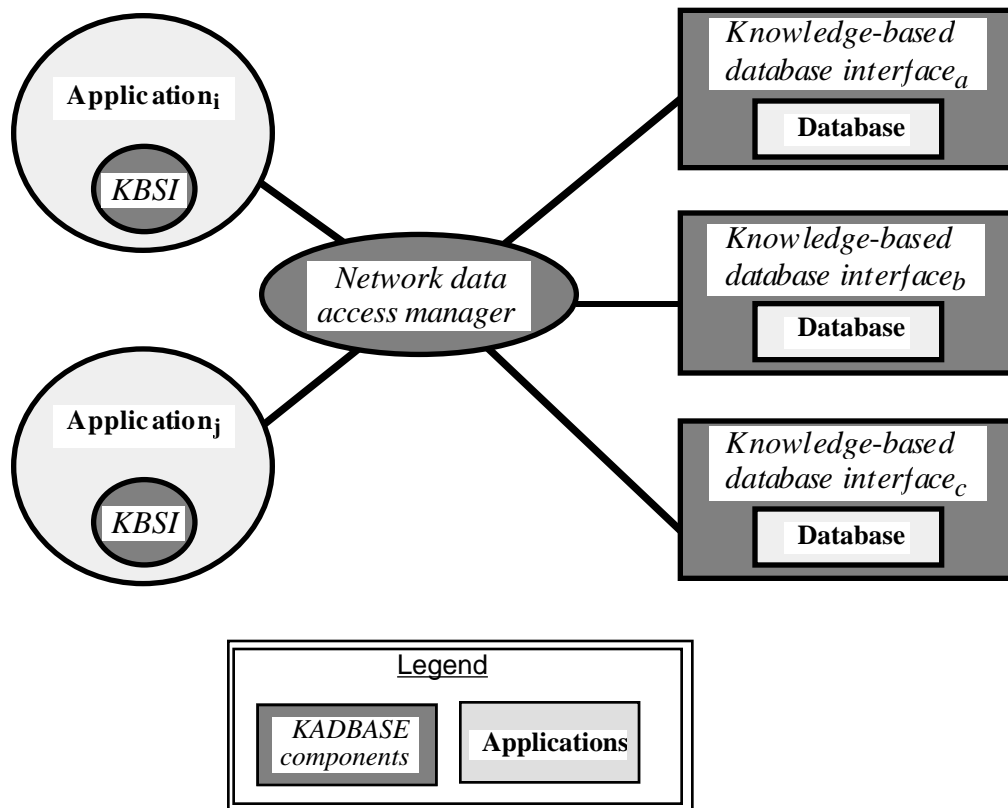 Application_i
KBSI
Application_j
KBSI
Network data
access manager
Knowledge-based
database interface_a
Database
Knowledge-based
database interface_b
Database
Knowledge-based
database interface_c
Database
Legend
KADBASE
components
Applications